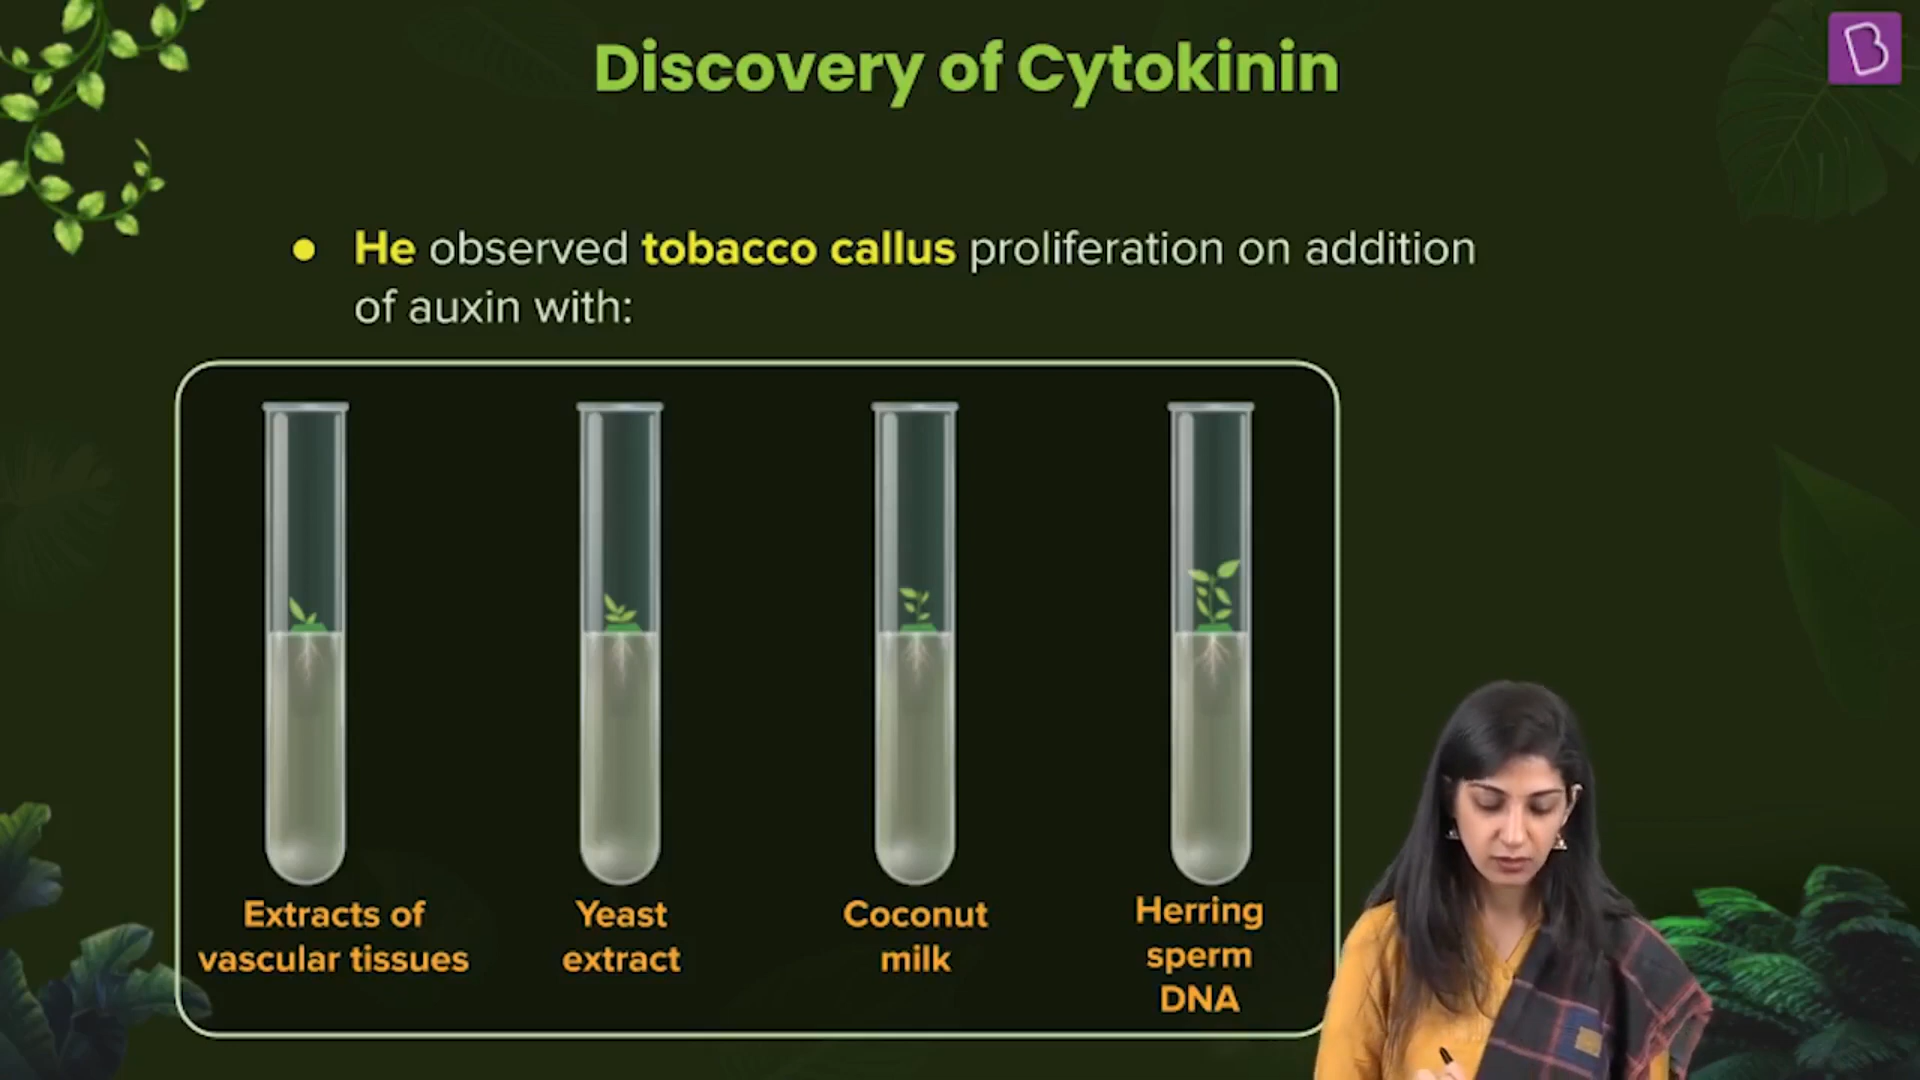 Discovery of Cytokinin
B
● He observed tobacco callus proliferation on addition
of auxin with:
Extracts of
vascular tissues
Yeast
extract
Coconut
milk
Herring
sperm
DNA